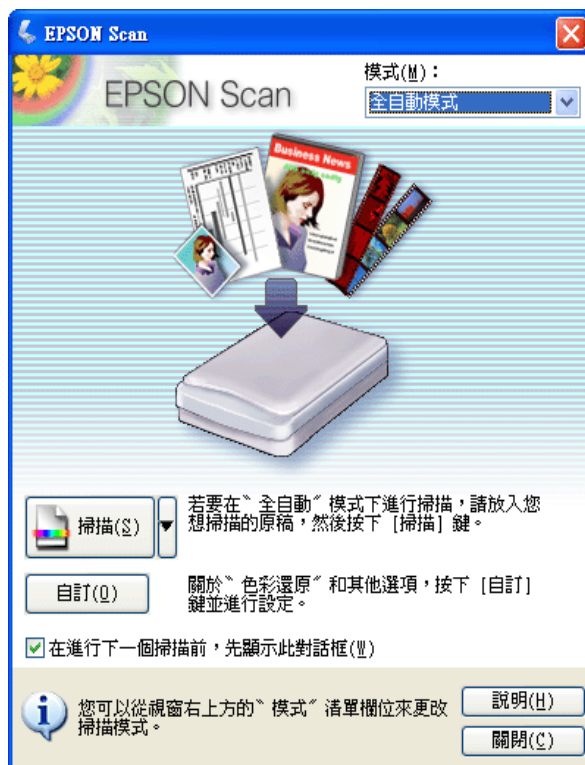 EPSON Scan
模式(M)：
EPSON Scan
全自動模式
Business News
掃描(S)
若要在〝全自動〞模式下進行掃描，請放入您
想掃描的原稿，然後按下 [掃描] 鍵。
自訂(O)
關於〝色彩還原〞和其他選項，按下 [自訂]
鍵並進行設定。
在進行下一個掃描前，先顯示此對話框(W)
您可以從視窗右上方的〝模式〞清單欄位來更改
掃描模式。
說明(H)
關閉(C)